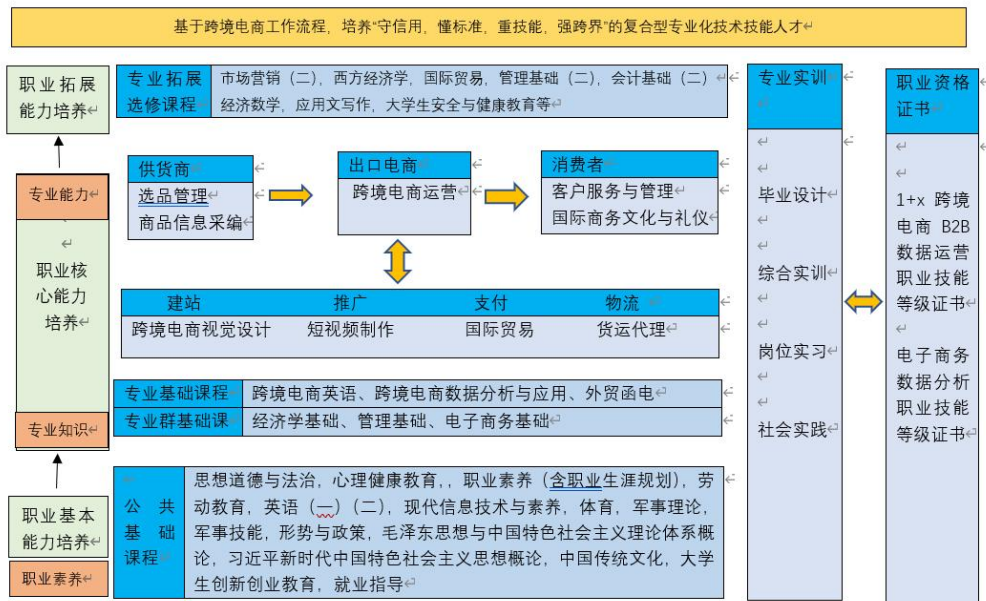 基于跨境电商工作流程，培养“守信用，懂标准，重技能，强跨界”的复合型专业化技术技能人才
职业拓展
能力培养
专业能力
职业核
心能力
培养
专业知识
职业基本
能力培养
职业素养
专业拓展
选修课程
市场营销（二），西方经济学，国际贸易，管理基础（二），会计基础（二）
经济数学，应用文写作，大学生安全与健康教育等
供货商
选品管理
商品信息采编
出口电商
跨境电商运营
消费者
客户服务与管理
国际商务文化与礼仪
建站 推广 支付 物流
跨境电商视觉设计 短视频制作 国际贸易 货运代理
专业基础课程 跨境电商英语、跨境电商数据分析与应用、外贸函电
专业群基础课 经济学基础、管理基础、电子商务基础
公共
基础
课程
思想道德与法治，心理健康教育，，职业素养（含职业生涯规划），劳
动教育，英语（一）（二），现代信息技术与素养，体育，军事理论，
军事技能，形势与政策，毛泽东思想与中国特色社会主义理论体系概
论，习近平新时代中国特色社会主义思想概论，中国传统文化，大学
生创新创业教育，就业指导
专业实训
毕业设计
综合实训
岗位实习
社会实践
职业资格
证书
1+x 跨境
电商 B2B
数据运营
职业技能
等级证书
电子商务
数据分析
职业技能
等级证书